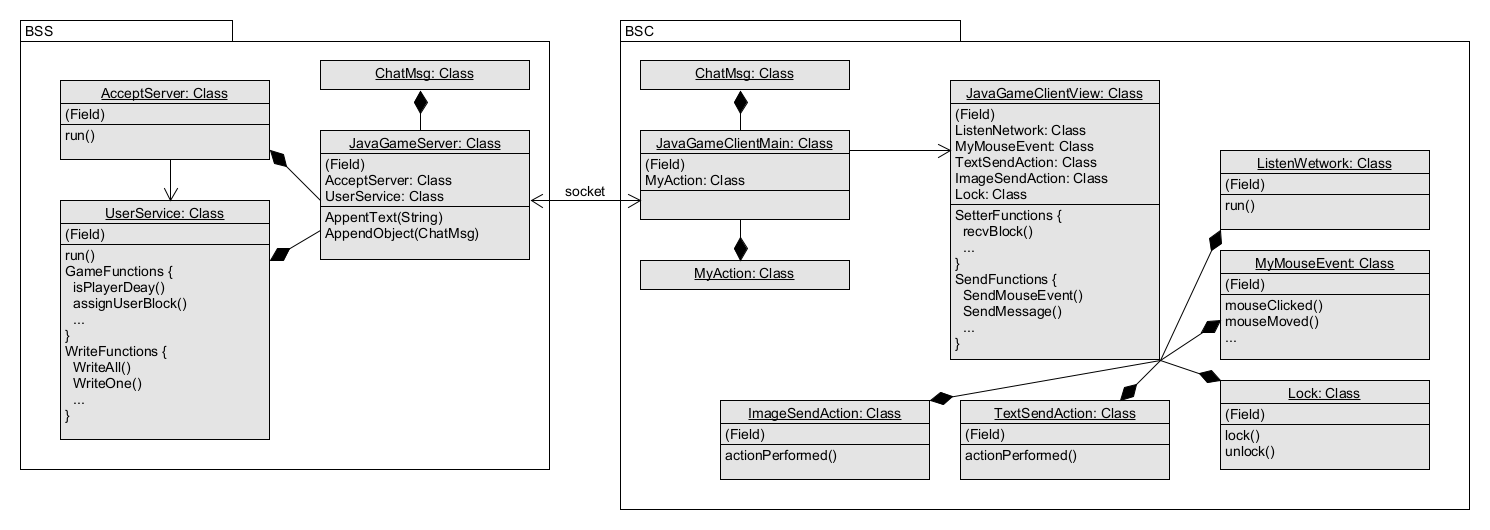 BSS
AcceptServer: Class
(Field)
run()
ChatMsg: Class
JavaGameServer: Class
(Field)
AcceptServer: Class
UserService: Class
AppentText(String)
AppendObject(ChatMsg)
UserService: Class
(Field)
run()
GameFunctions {
isPlayerDeay()
assignUserBlock()
...
}
WriteFunctions {
WriteAll()
WriteOne()
...
}
socket
BSC
ChatMsg: Class
JavaGameClientMain: Class
(Field)
MyAction: Class
MyAction: Class
JavaGameClientView: Class
(Field)
ListenNetwork: Class
MyMouseEvent: Class
TextSendAction: Class
ImageSendAction: Class
Lock: Class
SetterFunctions {
recvBlock()
...
}
SendFunctions {
SendMouseEvent()
SendMessage()
...
}
ListenWetwork: Class
(Field)
run()
MyMouseEvent: Class
(Field)
mouseClicked()
mouseMoved()
...
Lock: Class
(Field)
lock()
unlock()
ImageSendAction: Class
(Field)
actionPerformed()
TextSendAction: Class
(Field)
actionPerformed()